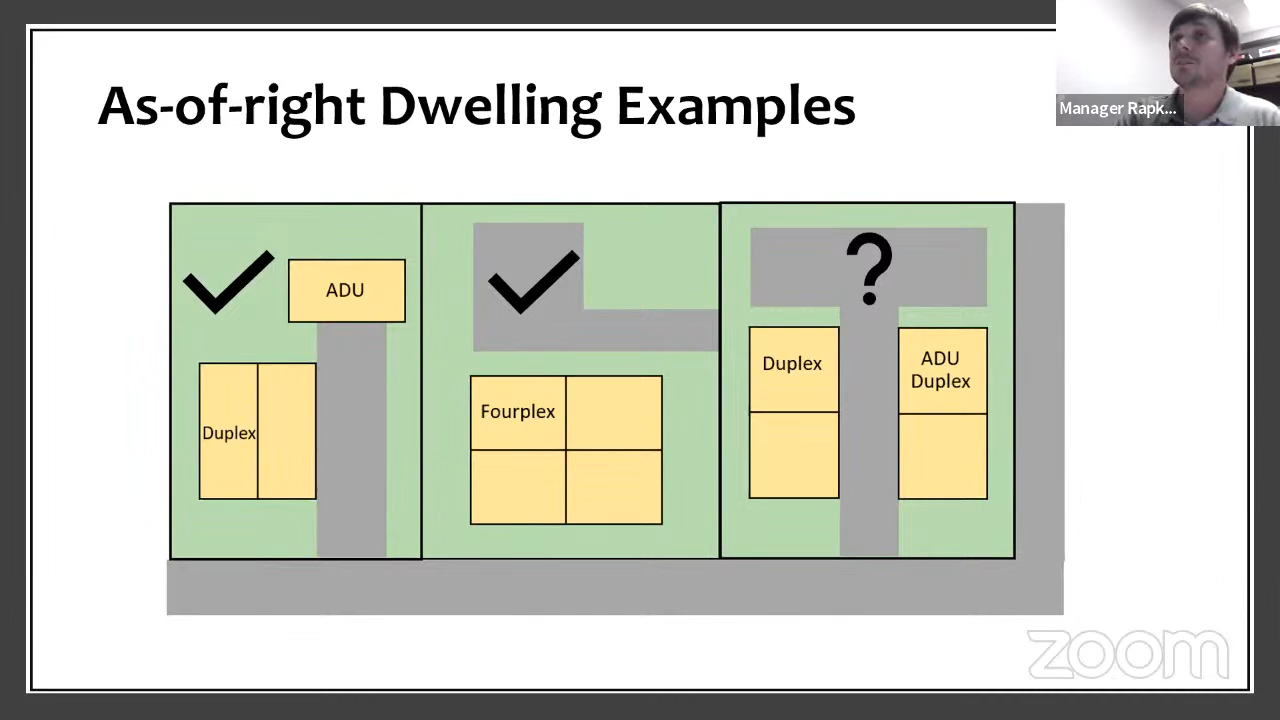 As-of-right Dwelling Examples
Manager Rapk...
ADU
Duplex
Fourplex
?
Duplex
ADU
Duplex
zoom